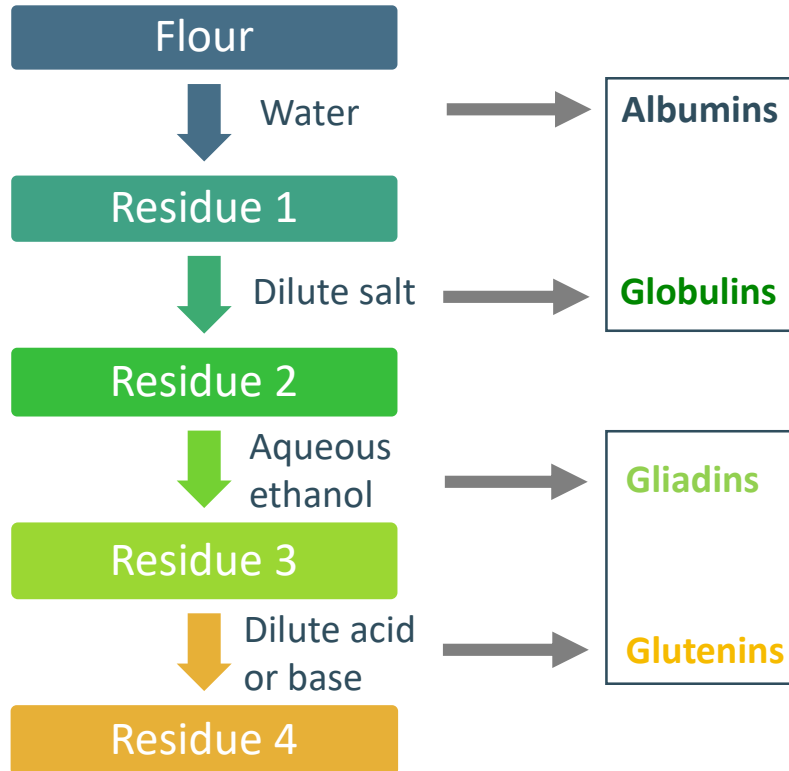 Flour
Water
Albumins
Residue 1
Dilute salt
Globulins
Residue 2
Aqueous
ethanol
Gliadins
Residue 3
Dilute acid
or base
Glutenins
Residue 4